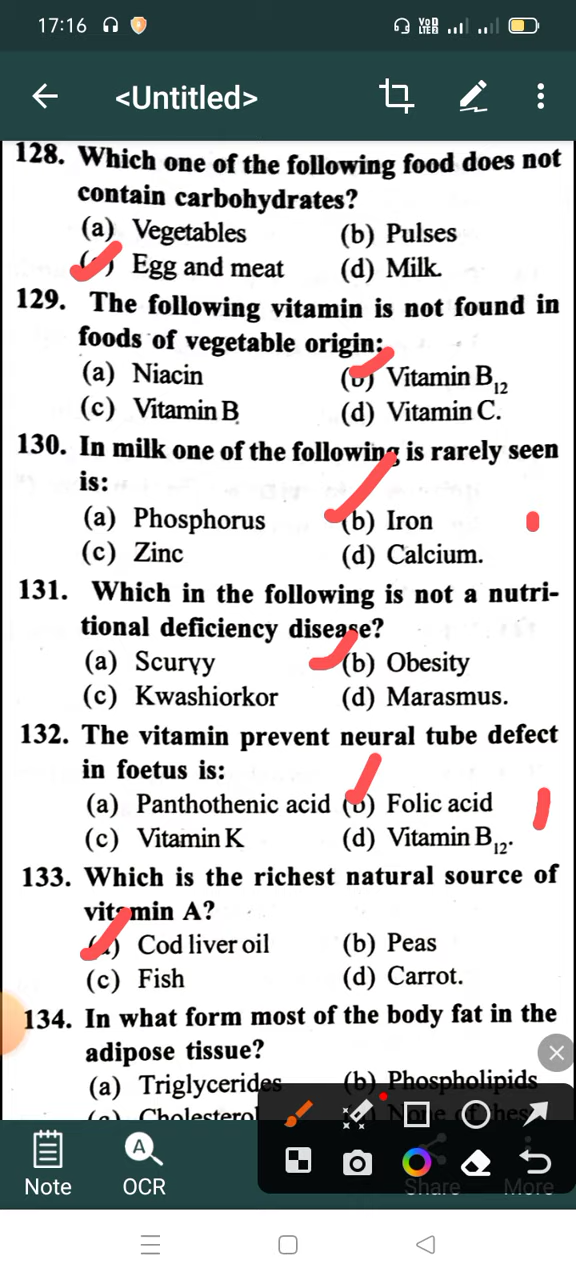 17:16
VoD
LTE
<Untitled>
128. Which one of the following food does not
contain carbohydrates?
(a) Vegetables (b) Pulses
Egg and meat (d) Milk.
129. The following vitamin is not found in
foods of vegetable origin:
(a) Niacin (b) Vitamin B12
(c) Vitamin B (d) Vitamin C.
130. In milk one of the following is rarely seen
is:
(a) Phosphorus (b) Iron
(c) Zinc (d) Calcium.
131. Which in the following is not a nutri-
tional deficiency disease?
(a) Scurvy (b) Obesity
(c) Kwashiorkor (d) Marasmus.
132. The vitamin prevent neural tube defect
in foetus is:
(a) Panthothenic acid (b) Folic acid
(c) Vitamin K (d) Vitamin B12.
133. Which is the richest natural source of
vitamin A?
(a) Cod liver oil (b) Peas
(c) Fish (d) Carrot.
134. In what form most of the body fat in the
adipose tissue?
(a) Triglycerides (b) Phospholipids
Cholesterol None of thes
A
Note OCR Share More